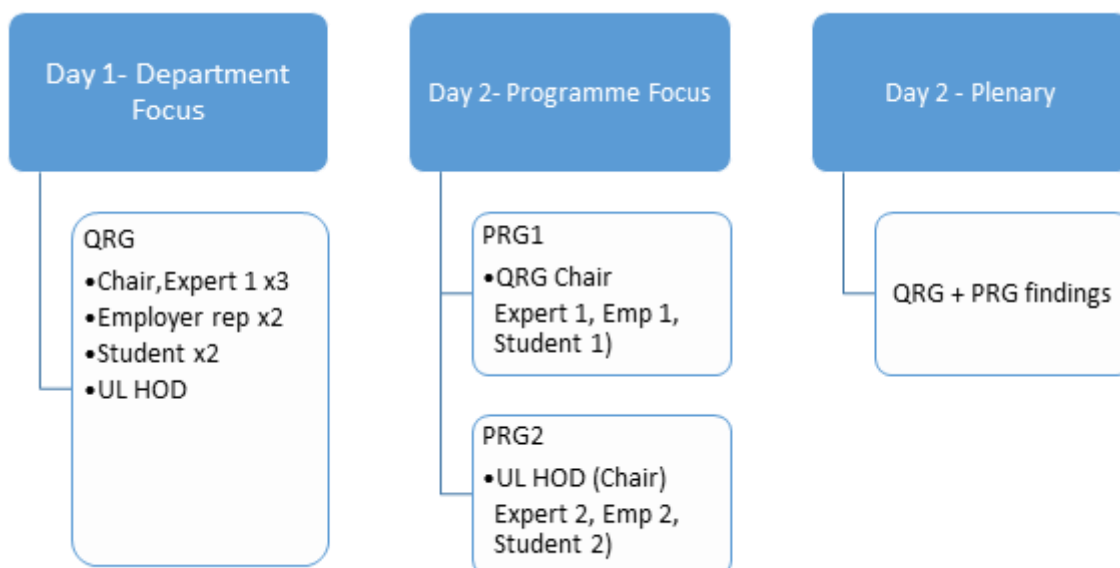 Day 1- Department
Focus
QRG
•Chair,Expert 1 x3
•Employer rep x2
•Student x2
•UL HOD
Day 2- Programme Focus
PRG1
•QRG Chair
Expert 1, Emp 1,
Student 1)
PRG2
•UL HOD (Chair)
Expert 2, Emp 2,
Student 2)
Day 2 - Plenary
QRG + PRG findings